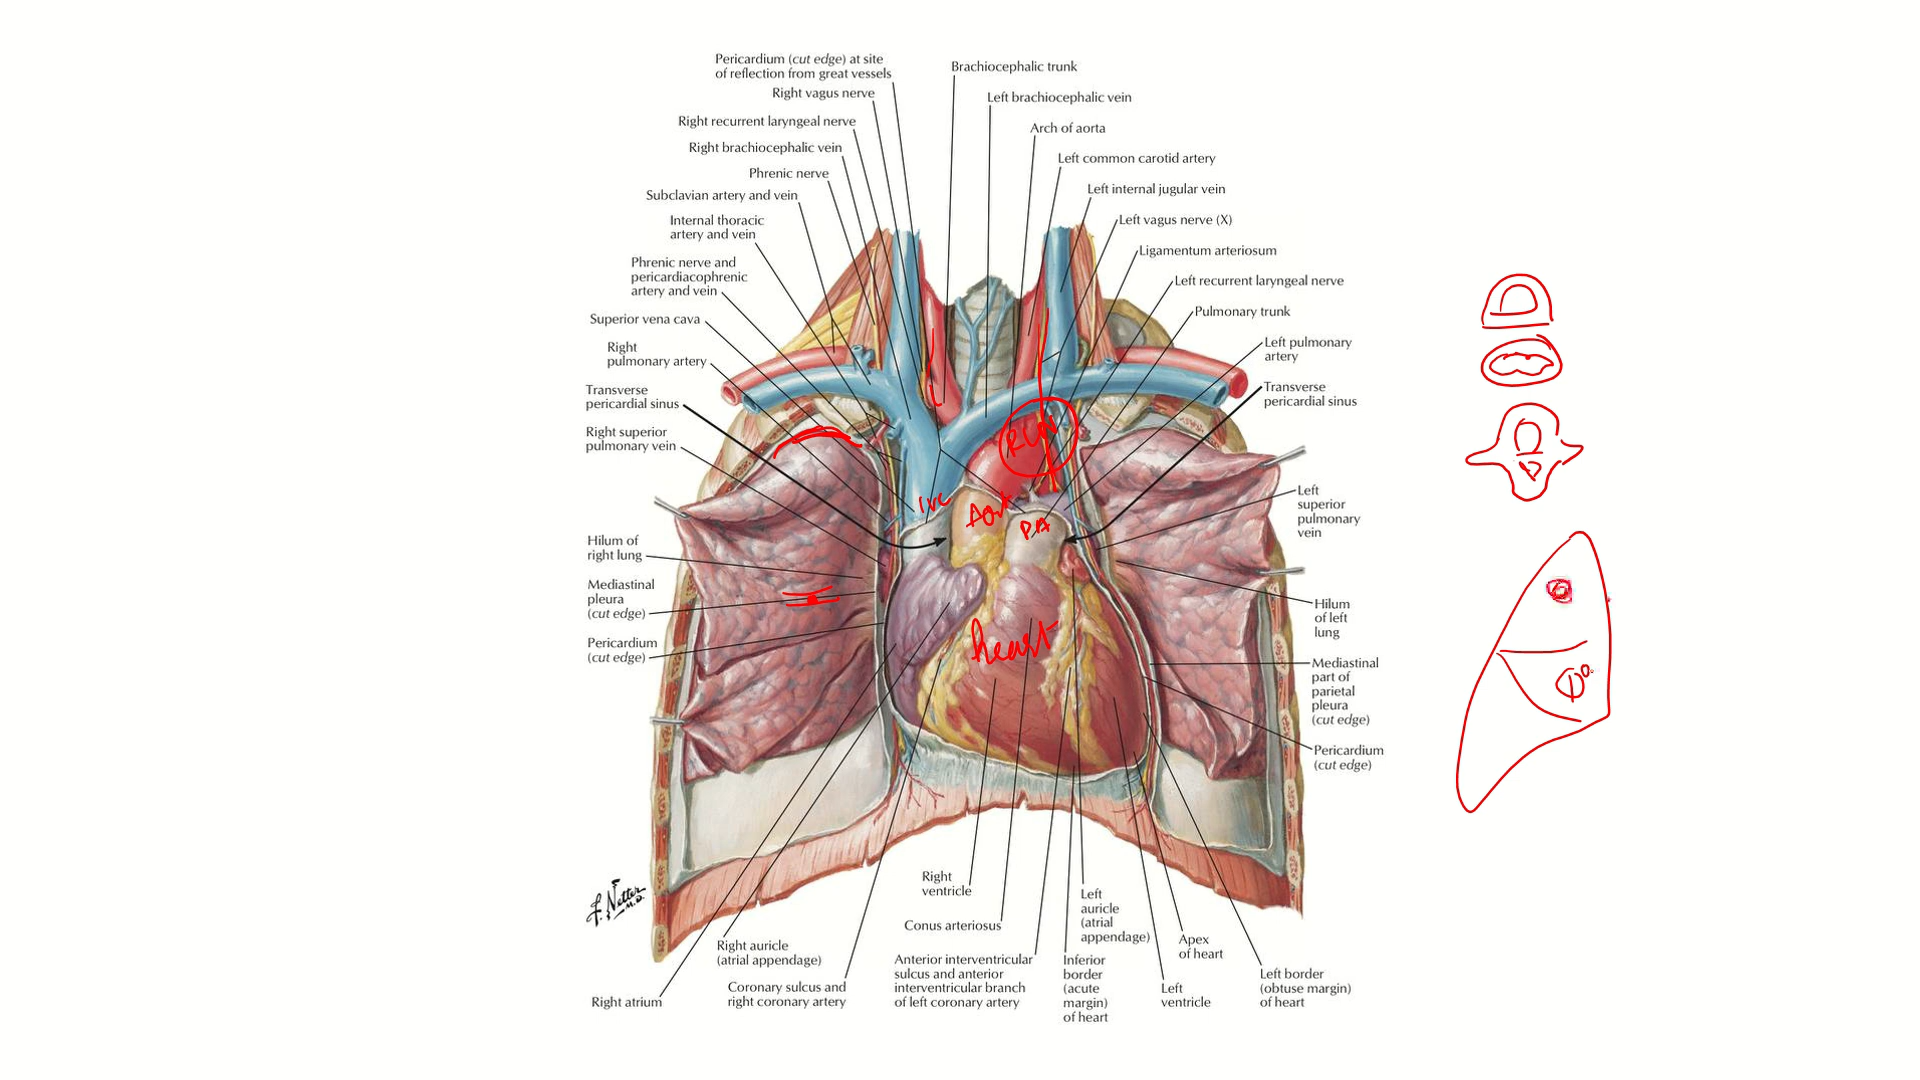 Pericardium (cut edge) at site
of reflection from great vessels
Right vagus nerve
Right recurrent laryngeal nerve
Right brachiocephalic vein
Phrenic nerve
Subclavian artery and vein
Internal thoracic
artery and vein
Phrenic nerve and
pericardiacophrenic
artery and vein
Superior vena cava
Right
pulmonary artery
Transverse
pericardial sinus
Right superior
pulmonary vein
Hilum of
right lung
Mediastinal
pleura
(cut edge)
Pericardium
(cut edge)
Brachiocephalic trunk
Left brachiocephalic vein
Arch of aorta
Left common carotid artery
Left internal jugular vein
Left vagus nerve (X)
Ligamentum arteriosum
Left recurrent laryngeal nerve
Pulmonary trunk
Left pulmonary
artery
Transverse
pericardial sinus
Left
superior
pulmonary
vein
Hilum
of left
lung
Mediastinal
part of
parietal
pleura
(cut edge)
Pericardium
(cut edge)
RLN
IVC
PA
heart
F. Netter
M.D.
Right
ventricle
Conus arteriosus
Right auricle
(atrial appendage)
Right atrium
Coronary sulcus and
right coronary artery
Anterior interventricular
sulcus and anterior
interventricular branch
of left coronary artery
Left
auricle
(atrial
appendage)
Inferior
border
(acute
margin)
of heart
Apex
of heart
Left
ventricle
Left border
(obtuse margin)
of heart